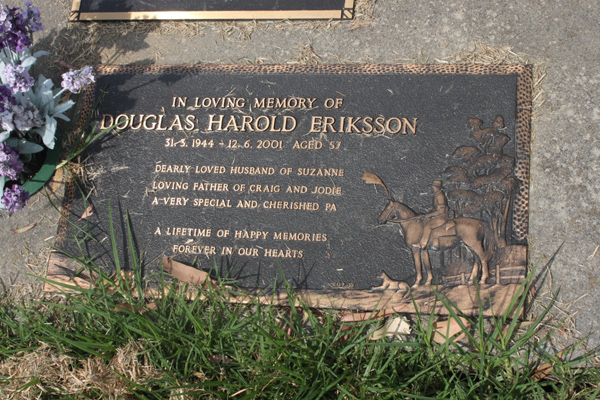 IN LOVING MEMORY OF
DOUGLAS HAROLD ERIKSSON
31.3.1944 - 12.6.2001 AGED 57
DEARLY LOVED HUSBAND OF SUZANNE
LOVING FATHER OF CRAIG AND JODIE
A VERY SPECIAL AND CHERISHED PA
A LIFETIME OF HAPPY MEMORIES
FOREVER IN OUR HEARTS